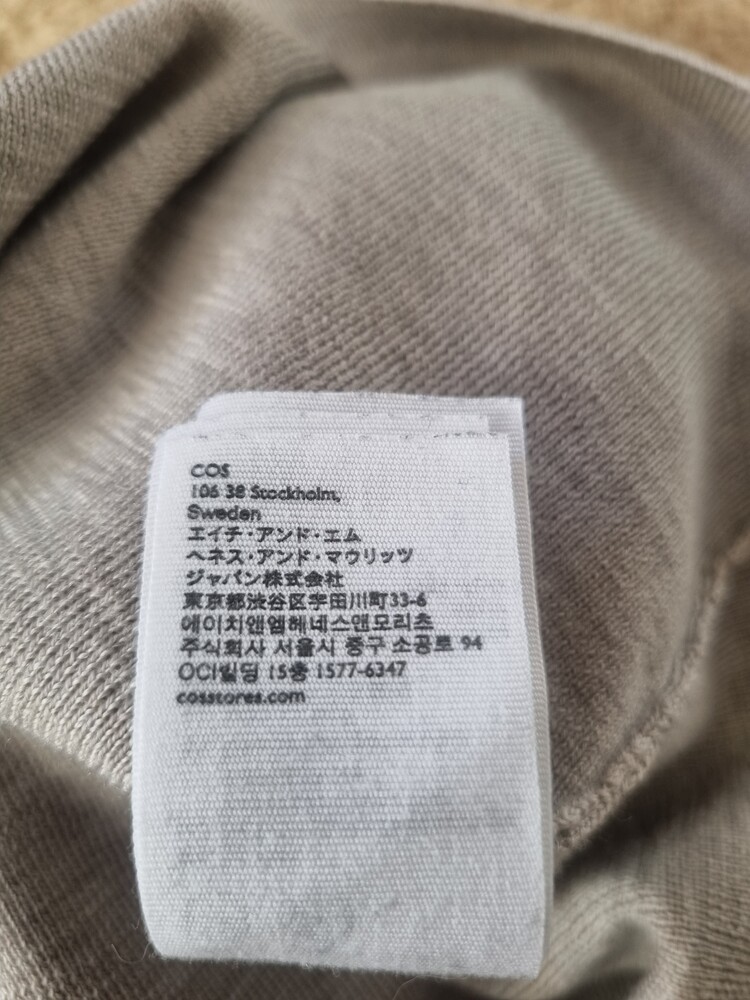 COS
106 38 Stockholm,
Sweden
エイチ・アンド・エム
ヘネス・アンド・マウリッツ
ジャパン株式会社
東京都渋谷区宇田川町33-6
에이치앤엠헤네스앤모리츠
주식회사 서울시 중구 소공로 94
OCI빌딩 15층 1577-6347
cosstores.com